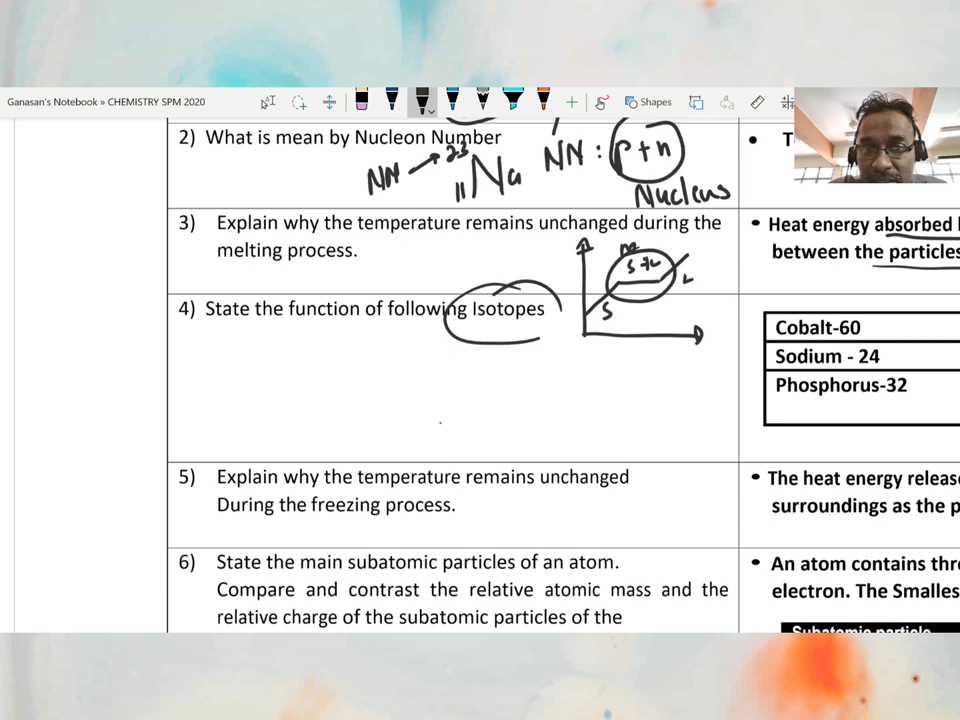 Ganasan's Notebook » CHEMISTRY SPM 2020
Shapes
2) What is mean by Nucleon Number
• T
NN 23
11 Na
NN : p+n
Nucleus
3) Explain why the temperature remains unchanged during the
melting process.
• Heat energy absorbed
between the particles
S+L
L
S
4) State the function of following Isotopes
Cobalt-60
Sodium - 24
Phosphorus-32
5) Explain why the temperature remains unchanged
During the freezing process.
• The heat energy release
surroundings as the p
6) State the main subatomic particles of an atom.
Compare and contrast the relative atomic mass and the
relative charge of the subatomic particles of the
• An atom contains thr
electron. The Smalles
Subatomic particle